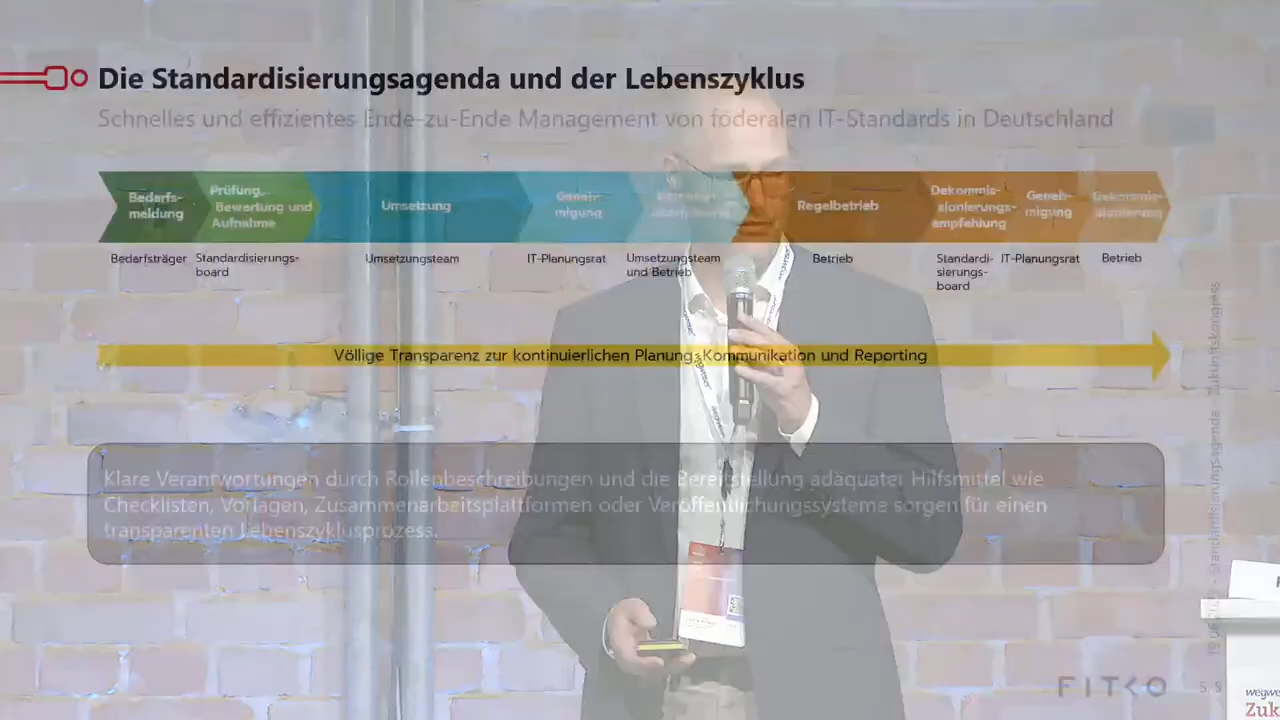 Die Standardisierungsagenda und der Lebenszyklus
Schnelles und effizientes Ende-zu-Ende Management von föderalen IT-Standards in Deutschland
Bedarfs-
meldung
Prüfung,
Bewertung und
Aufnahme
Umsetzung
Geneh-
migung
Regelbetrieb
Dekommis-
sionierungs-
empfehlung
Geneh-
migung
Dekommis-
sionierung
Bedarfsträger
Standardisierungs-
board
Umsetzungsteam
IT-Planungsrat
Umsetzungsteam
und Betrieb
Betrieb
Standardi-
sierungs-
board
IT-Planungsrat
Betrieb
Völlige Transparenz zur kontinuierlichen Planung, Kommunikation und Reporting
Klare Verantwortungen durch Rollenbeschreibungen und die Bereitstellung adäquater Hilfsmittel wie
Checklisten, Vorlagen, Zusammenarbeitsplattformen oder Veröffentlichungssysteme sorgen für einen
transparenten Lebenszyklusprozess.
- Standardisierungsagenda - Zukunftskongress
FITKO
wegwe
Zuk